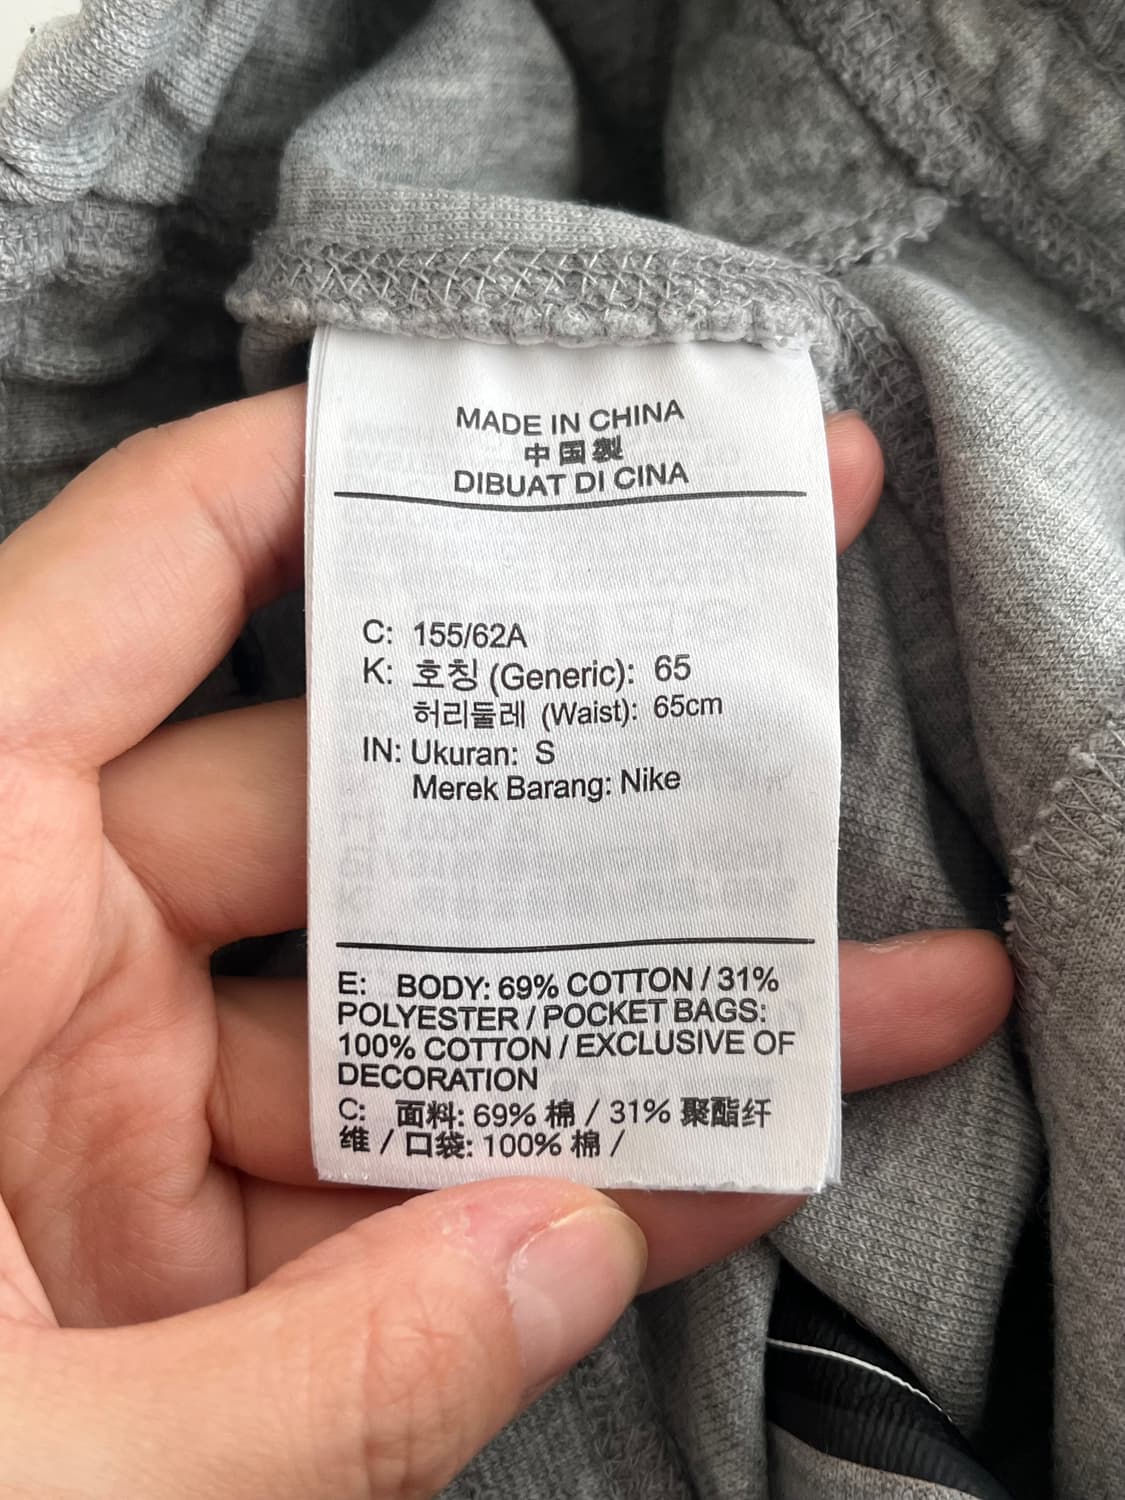 MADE IN CHINA
中国製
DIBUAT DI CINA
C: 155/62A
K: 호칭 (Generic): 65
허리둘레 (Waist): 65cm
IN: Ukuran: S
Merek Barang: Nike
E: BODY: 69% COTTON / 31%
POLYESTER / POCKET BAGS:
100% COTTON / EXCLUSIVE OF
DECORATION
C: 面料: 69% 棉 / 31% 聚酯纤
维 / 口袋: 100% 棉 /